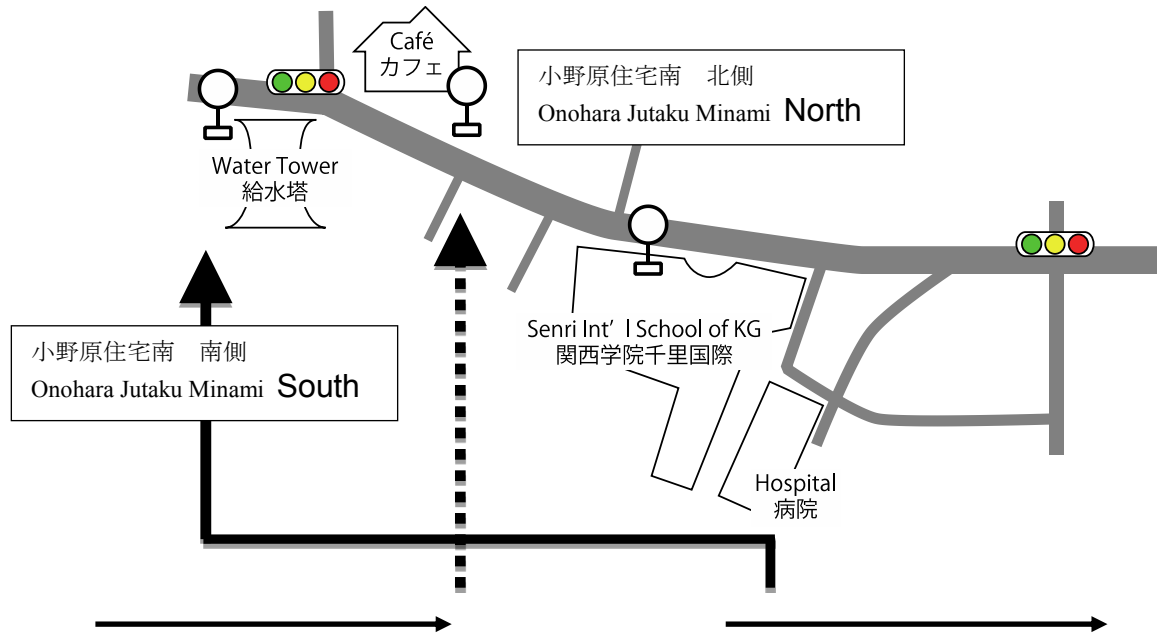 Café
カフェ
小野原住宅南　北側
Onohara Jutaku Minami North
Water Tower
給水塔
Senri Int’l School of KG
関西学院千里国際
小野原住宅南　南側
Onohara Jutaku Minami South
Hospital
病院